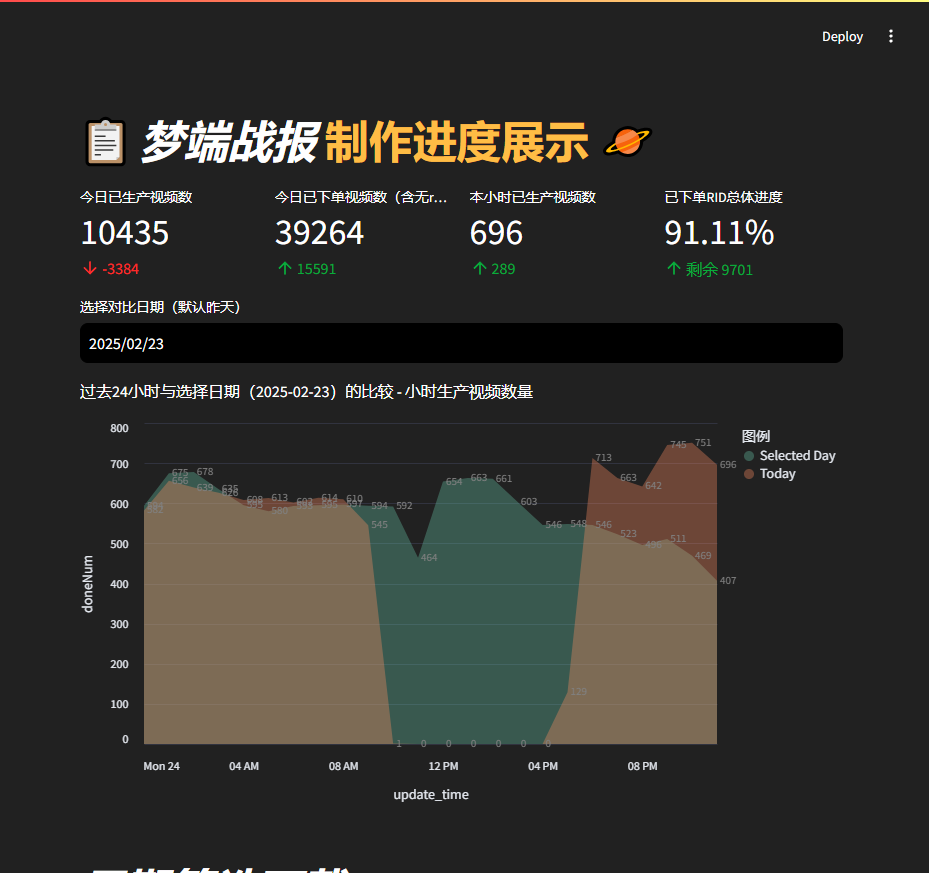 Deploy
梦端战报 制作进度展示
今日已生产视频数
10435
-3384
今日已下单视频数（含无r...
39264
15591
本小时已生产视频数
696
289
已下单RID总体进度
91.11%
剩余 9701
选择对比日期（默认昨天）
2025/02/23
过去24小时与选择日期（2025-02-23）的比较 - 小时生产视频数量
图例
Selected Day
Today
doneNum
800
700
600
500
400
300
200
100
0
675 678
656 639 635
626
608 613 603 614 610
595 580 593 595 597 594 592
545
464
654 663 661 603 546 548 546
523 496 511 469 407
713 663 642 745 751 696
129
1 0 0 0 0 0 0
Mon 24 04 AM 08 AM 12 PM 04 PM 08 PM
update_time